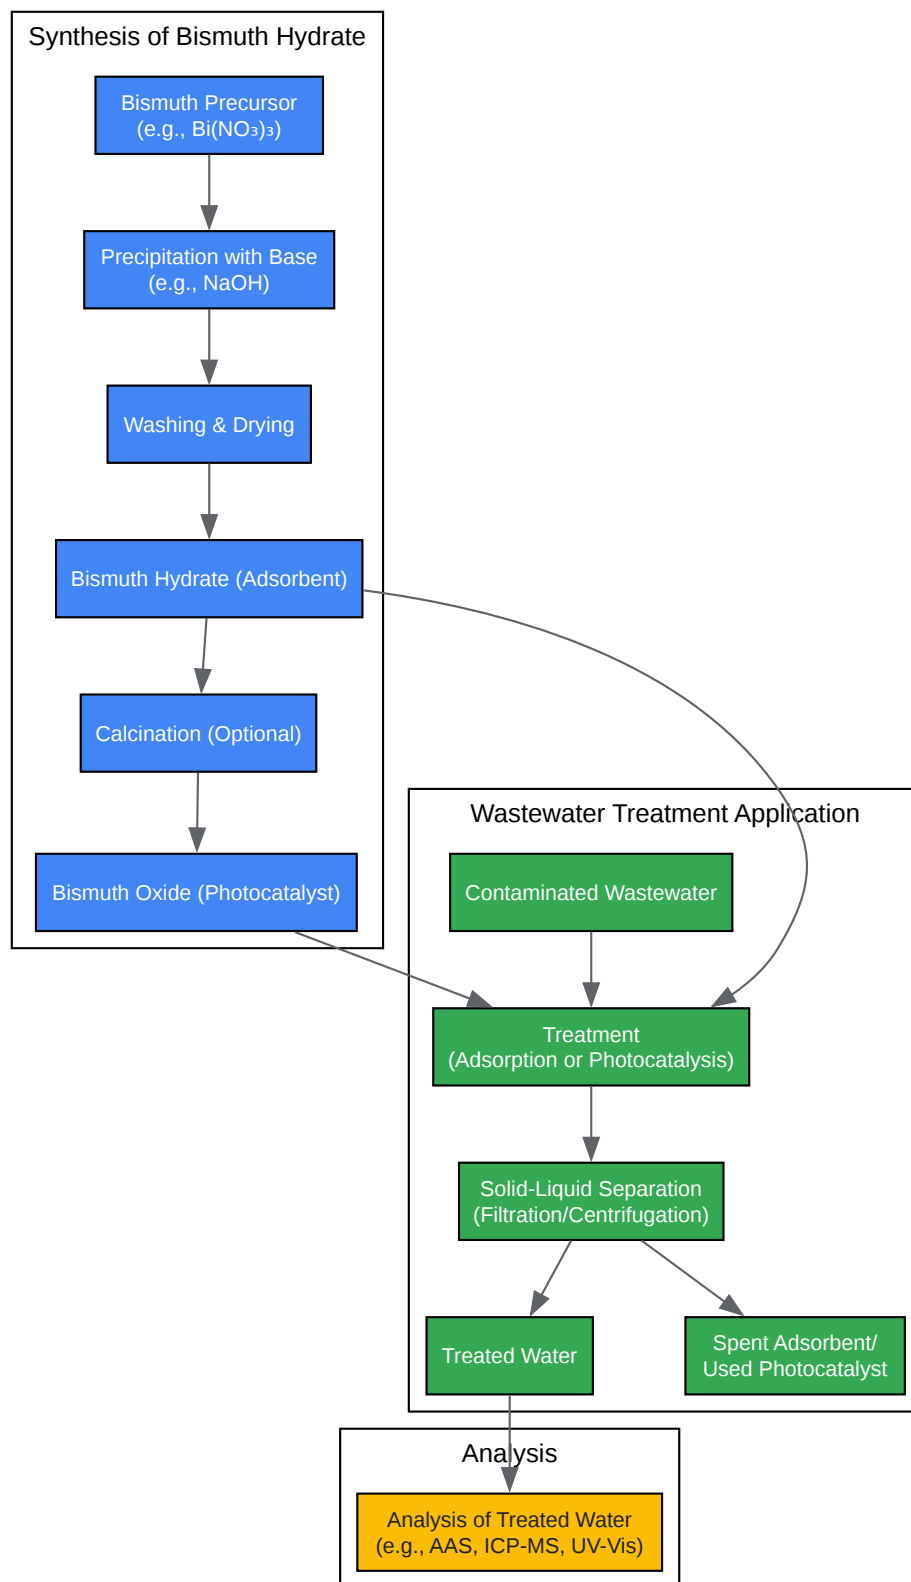 Synthesis of Bismuth Hydrate
Bismuth Precursor
(e.g., Bi(NO₃)₃)
Precipitation with Base
(e.g., NaOH)
Washing & Drying
Bismuth Hydrate (Adsorbent)
Calcination (Optional)
Bismuth Oxide (Photocatalyst)
Wastewater Treatment Application
Contaminated Wastewater
Treatment
(Adsorption or Photocatalysis)
Solid-Liquid Separation
(Filtration/Centrifugation)
Treated Water
Spent Adsorbent/
Used Photocatalyst
Analysis
Analysis of Treated Water
(e.g., AAS, ICP-MS, UV-Vis)